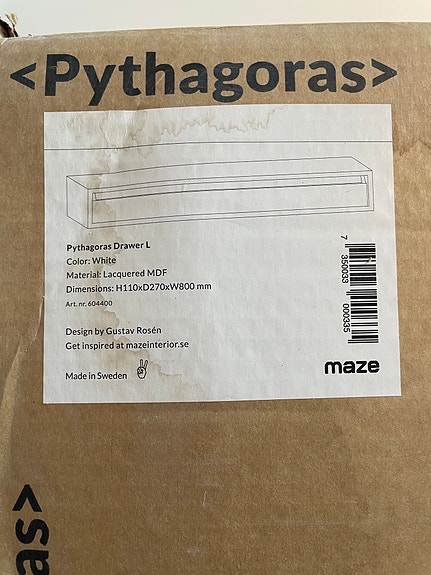 <Pythagoras>
Pythagoras Drawer L
Color: White
Material: Lacquered MDF
Dimensions: H110xD270xW800 mm
Art. nr. 604400
Design by Gustav Rosén
Get inspired at mazeinterior.se
Made in Sweden
7 350033 000335
maze
as>